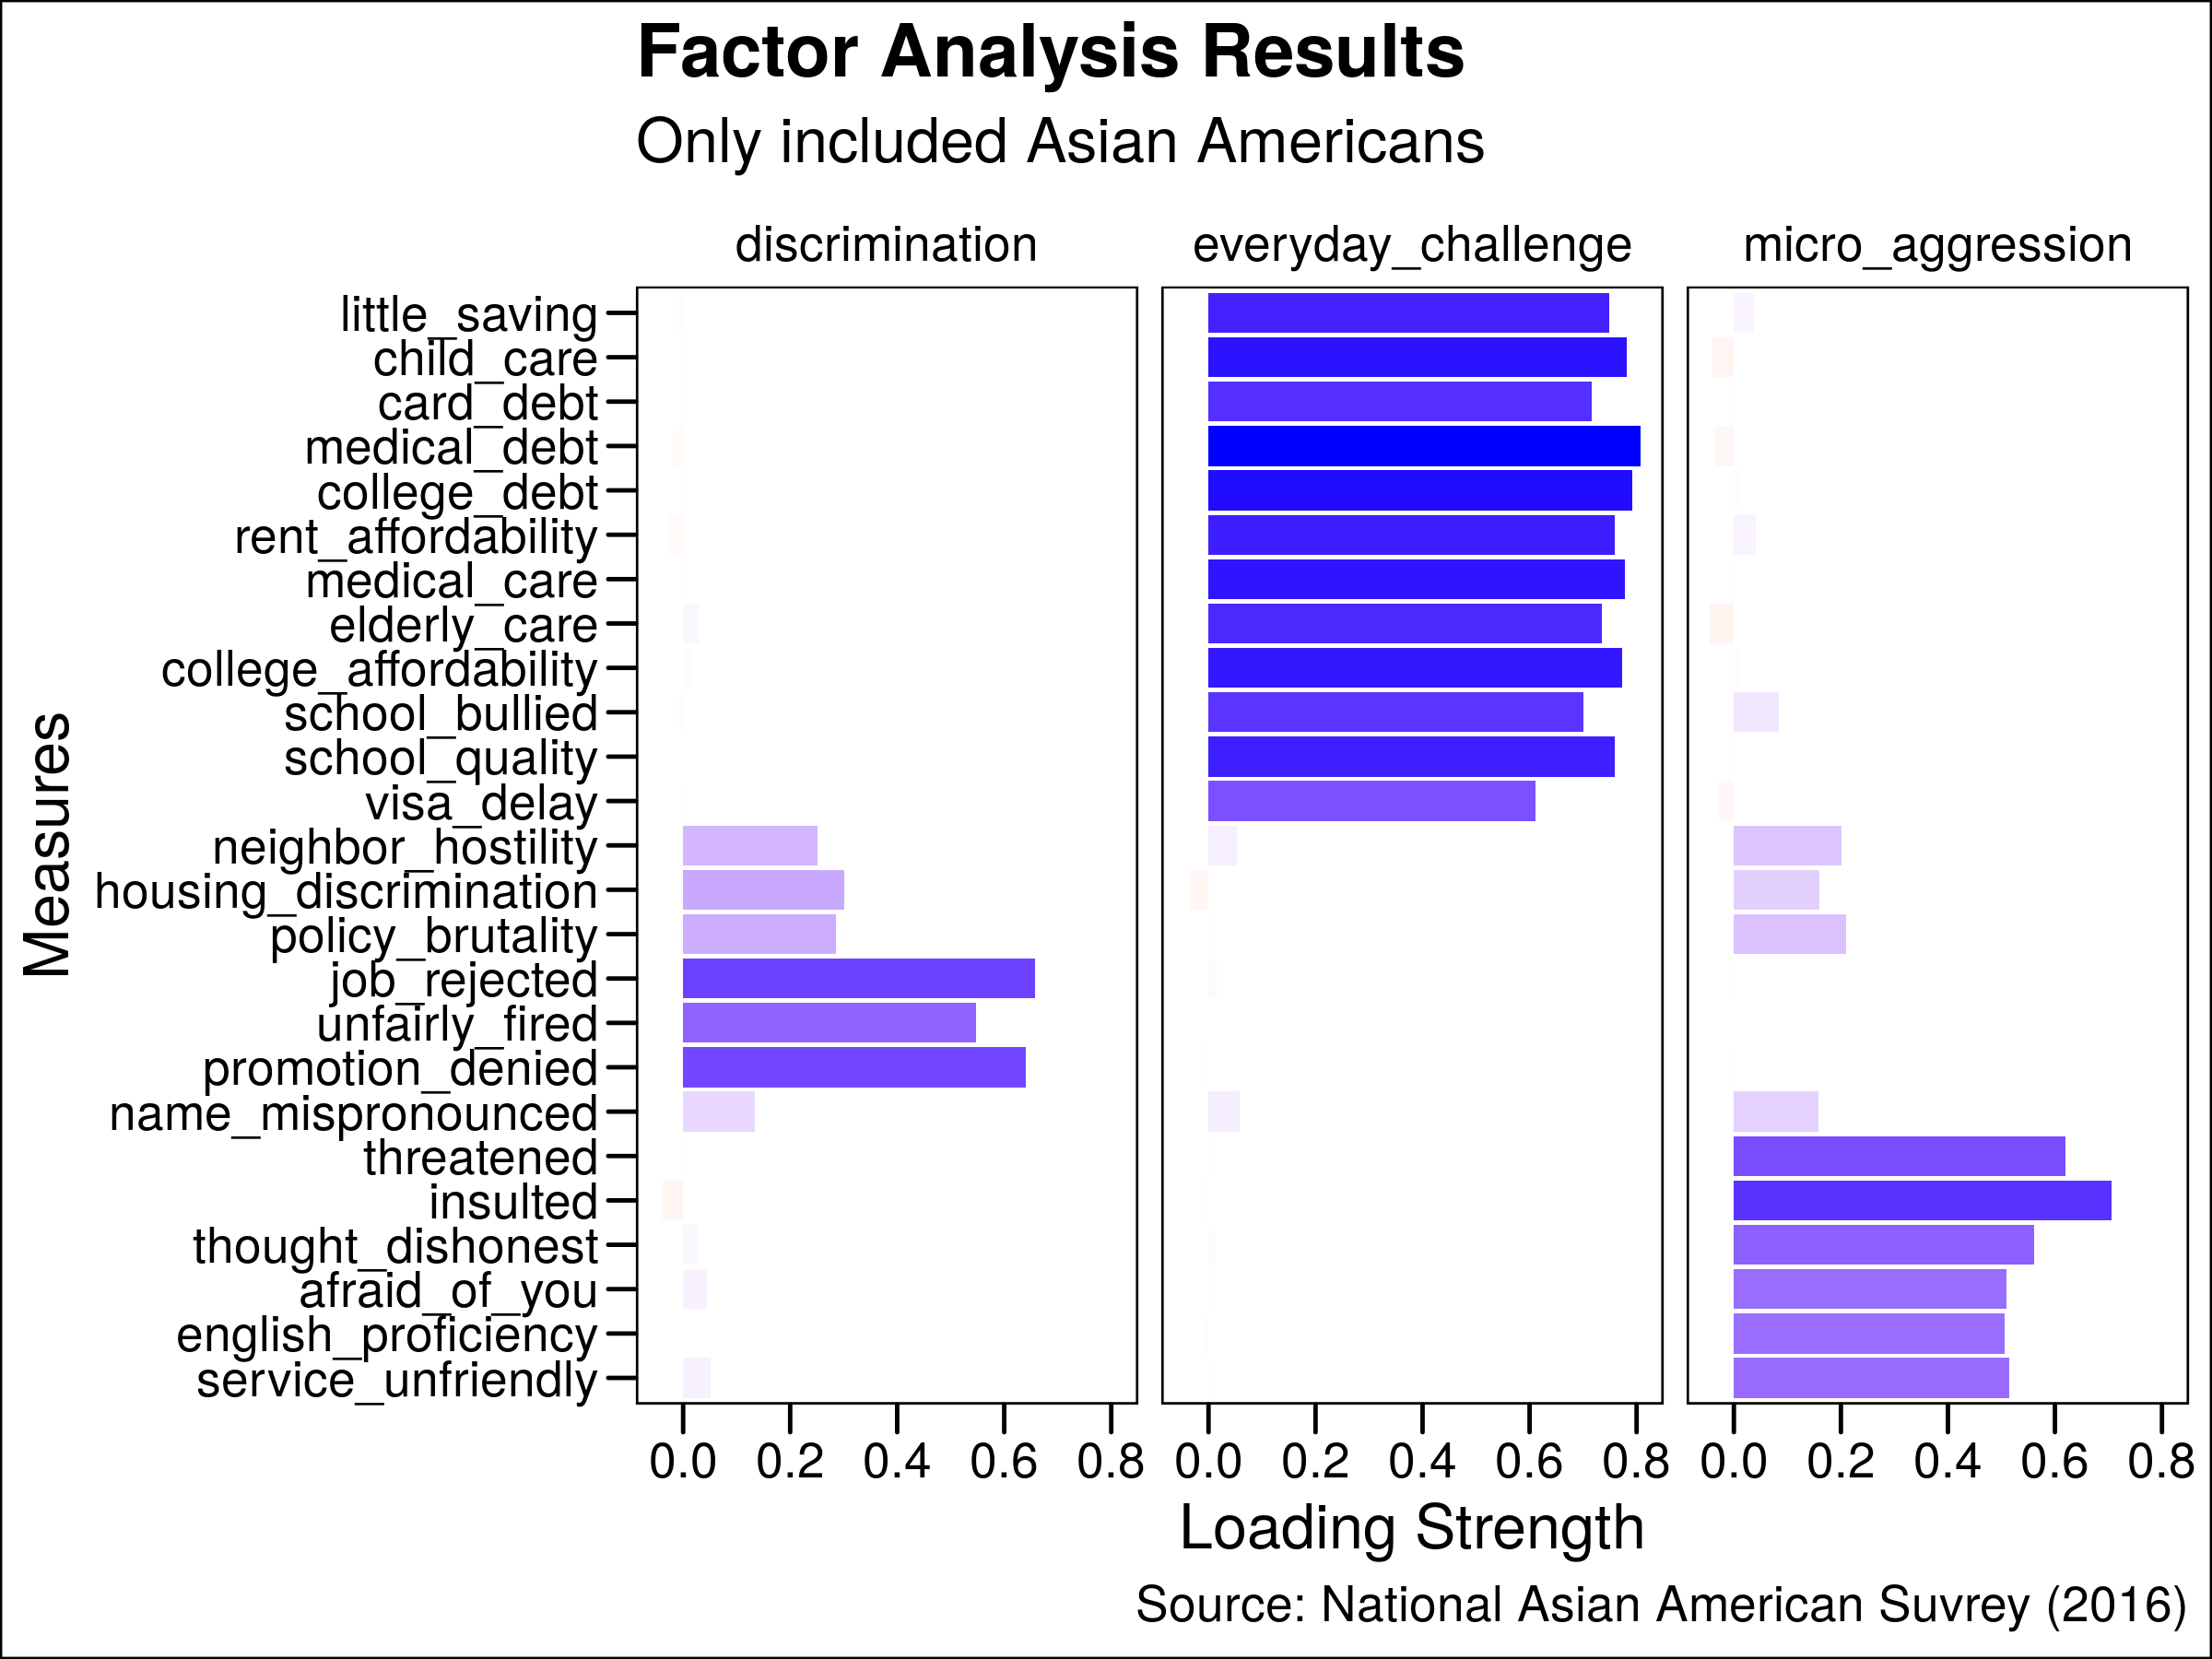 Factor Analysis Results
Only included Asian Americans
discrimination everyday_challenge micro_aggression
Measures
little_saving
child_care
card_debt
medical_debt
college_debt
rent_affordability
medical_care
elderly_care
college_affordability
school_bullied
school_quality
visa_delay
neighbor_hostility
housing_discrimination
policy_brutality
job_rejected
unfairly_fired
promotion_denied
name_mispronounced
threatened
insulted
thought_dishonest
afraid_of_you
english_proficiency
service_unfriendly
0.0 0.2 0.4 0.6 0.8 0.0 0.2 0.4 0.6 0.8 0.0 0.2 0.4 0.6 0.8
Loading Strength
Source: National Asian American Suvrey (2016)